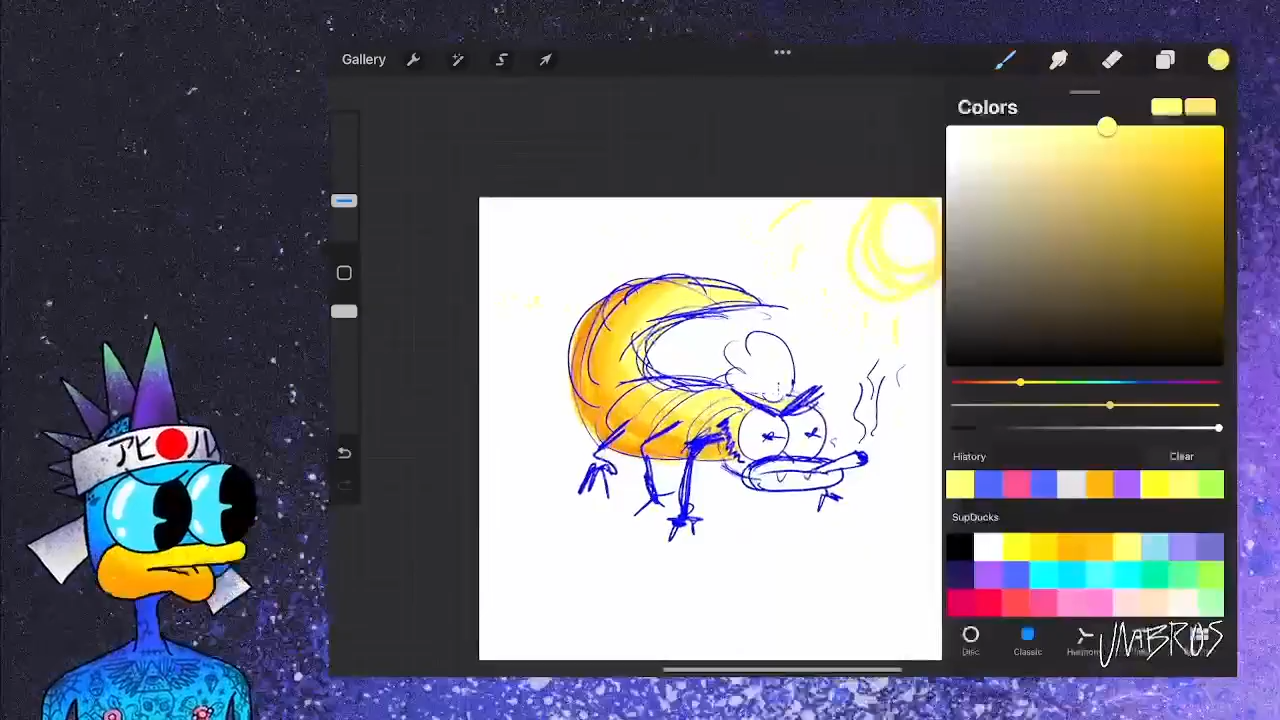 Gallery
Colors
History
Clear
SupDucks
Disc
Classic
アヒ ル
JNABROS